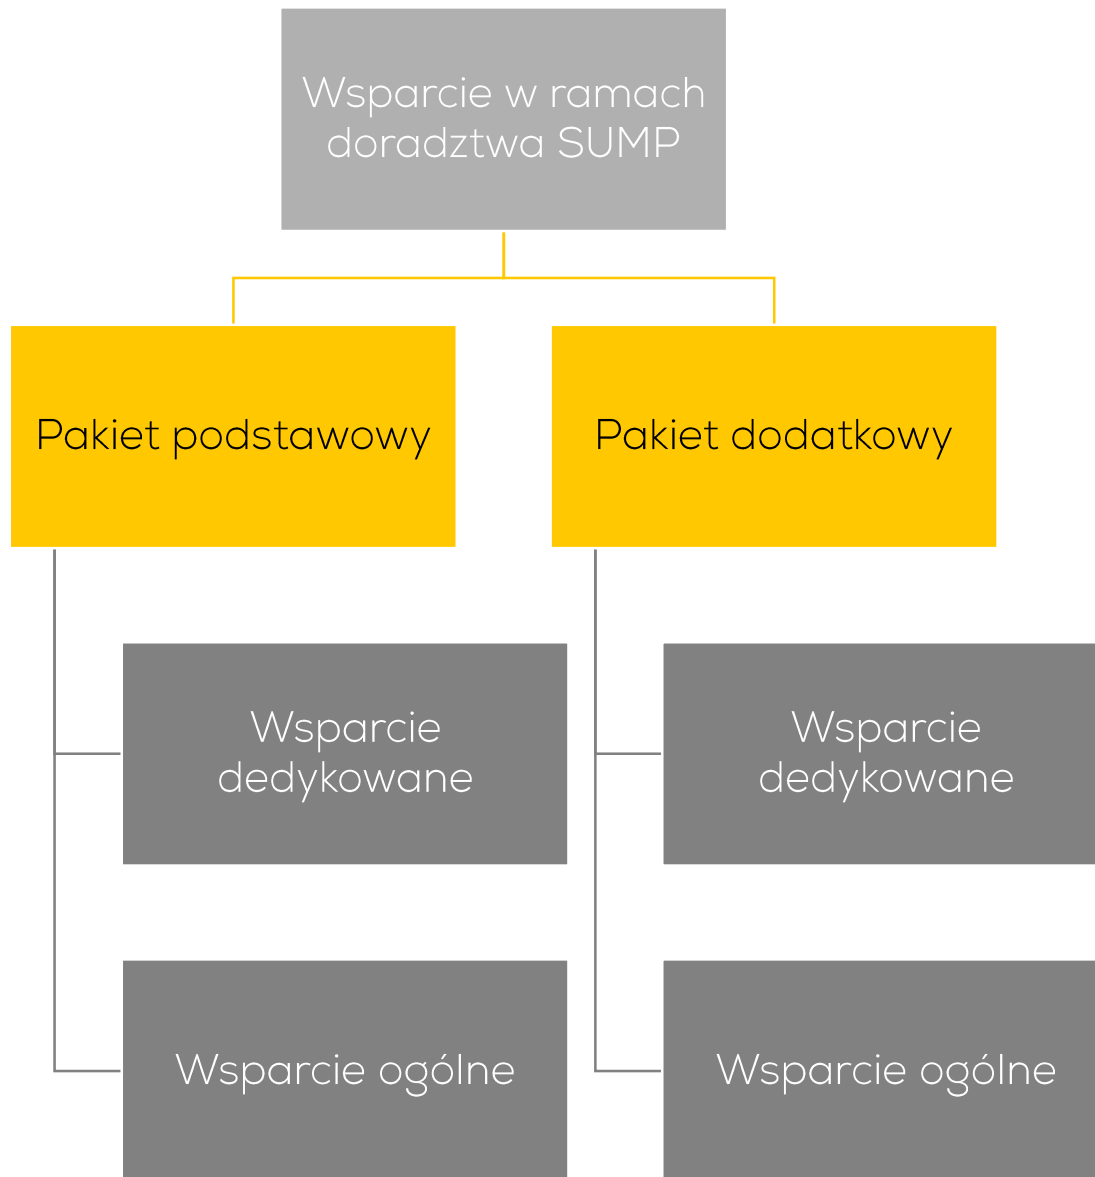 Wsparcie w ramach
doradztwa SUMP
Pakiet podstawowy
Pakiet dodatkowy
Wsparcie
dedykowane
Wsparcie
dedykowane
Wsparcie ogólne
Wsparcie ogólne